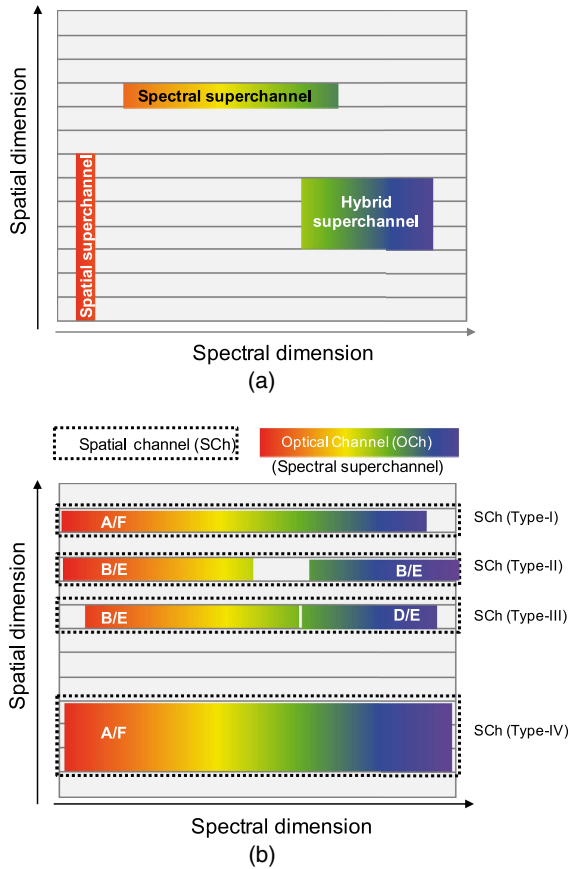 Spatial dimension
Spectral superchannel
Spatial superchannel
Hybrid
superchannel
Spectral dimension
(a)
Spatial channel (SCh)
Optical Channel (OCh)
(Spectral superchannel)
Spatial dimension
A/F
SCh (Type-I)
B/E
B/E
SCh (Type-II)
B/E
D/E
SCh (Type-III)
A/F
SCh (Type-IV)
Spectral dimension
(b)